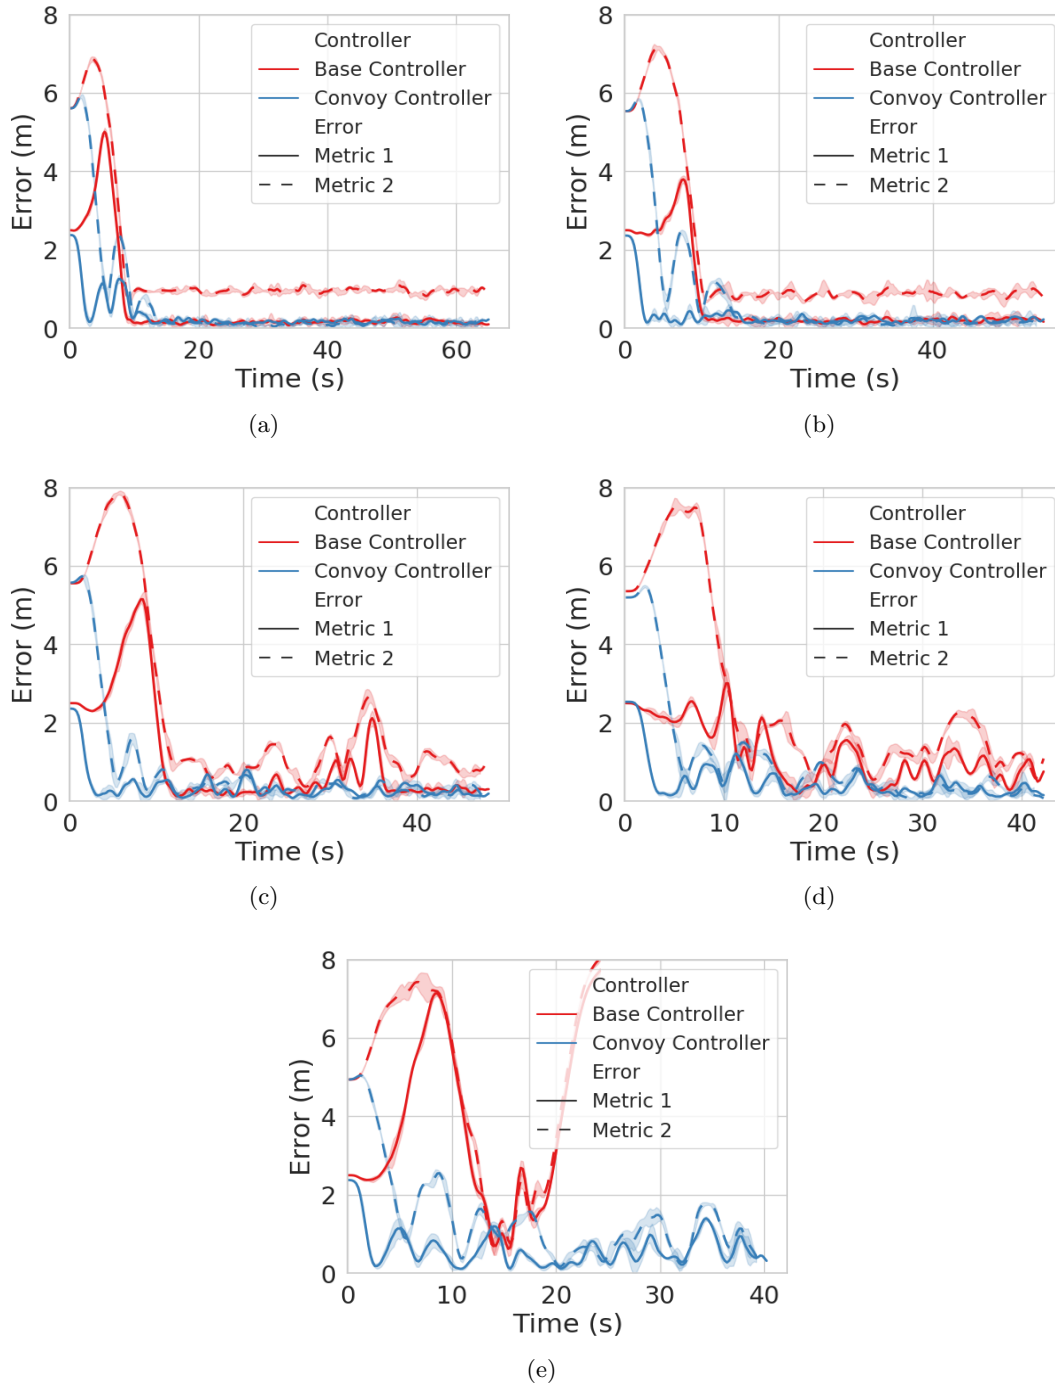 8
6
4
2
0
Error (m)
Controller
Base Controller
Convoy Controller
Error
Metric 1
Metric 2
0 20 40 60
Time (s)
(a)
8
6
4
2
0
Error (m)
Controller
Base Controller
Convoy Controller
Error
Metric 1
Metric 2
0 20 40
Time (s)
(b)
8
6
4
2
0
Error (m)
Controller
Base Controller
Convoy Controller
Error
Metric 1
Metric 2
0 20 40
Time (s)
(c)
8
6
4
2
0
Error (m)
Controller
Base Controller
Convoy Controller
Error
Metric 1
Metric 2
0 10 20 30 40
Time (s)
(d)
8
6
4
2
0
Error (m)
Controller
Base Controller
Convoy Controller
Error
Metric 1
Metric 2
0 10 20 30 40
Time (s)
(e)